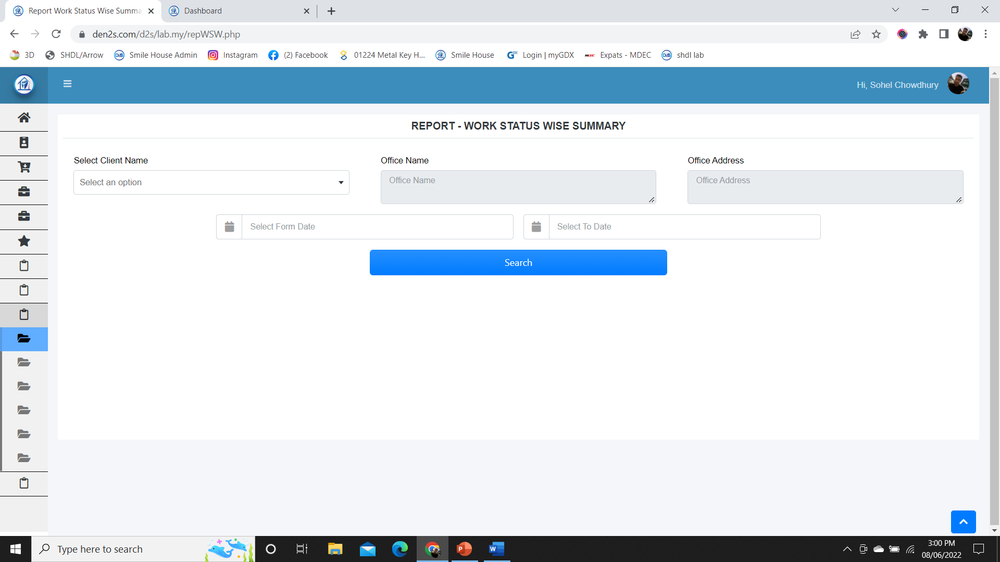 Report Work Status Wise Summa
Dashboard
den2s.com/d2s/lab.my/repWSW.php
3D
SHDL/Arrow
Smile House Admin
Instagram
(2) Facebook
01224 Metal Key H...
Smile House
Login | myGDX
Expats - MDEC
shdl lab
Hi, Sohel Chowdhury
REPORT - WORK STATUS WISE SUMMARY
Select Client Name
Office Name
Office Address
Select an option
Office Name
Office Address
Select Form Date
Select To Date
Search
Type here to search
3:00 PM
08/06/2022